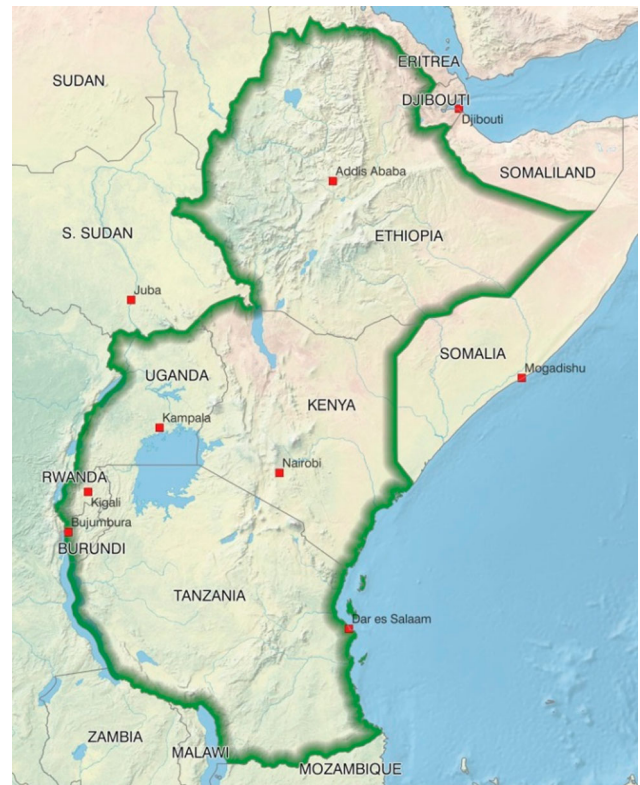 ERITREA
SUDAN
DJIBOUTI
Djibouti
Addis Ababa
SOMALILAND
S. SUDAN
ETHIOPIA
Juba
SOMALIA
Mogadishu
UGANDA
KENYA
Kampala
Nairobi
RWANDA
Kigali
Bujumbura
BURUNDI
TANZANIA
Dar es Salaam
ZAMBIA
MALAWI
MOZAMBIQUE